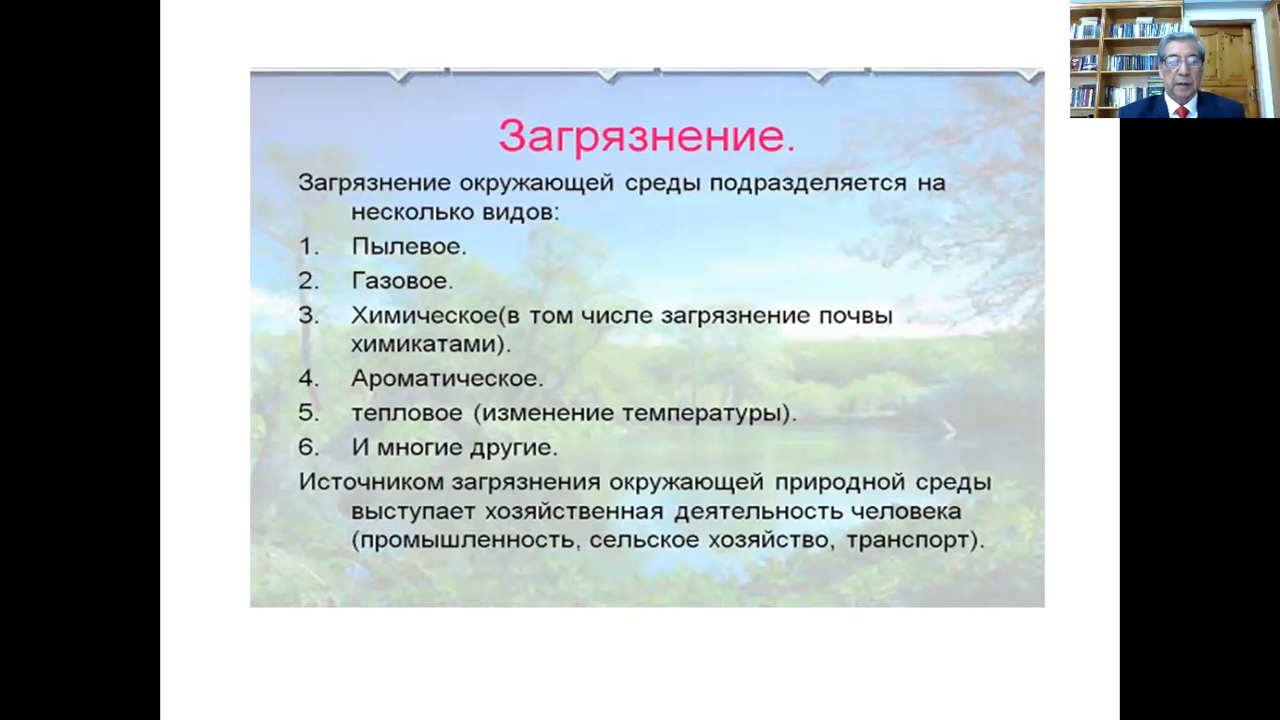 Загрязнение.
Загрязнение окружающей среды подразделяется на
несколько видов:
1. Пылевое.
2. Газовое.
3. Химическое(в том числе загрязнение почвы
химикатами).
4. Ароматическое.
5. тепловое (изменение температуры).
6. И многие другие.
Источником загрязнения окружающей природной среды
выступает хозяйственная деятельность человека
(промышленность, сельское хозяйство, транспорт).